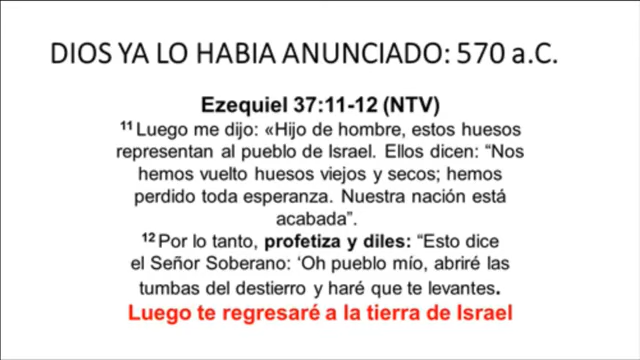 DIOS YA LO HABIA ANUNCIADO: 570 a.C.
Ezequiel 37:11-12 (NTV)
11 Luego me dijo: «Hijo de hombre, estos huesos
representan al pueblo de Israel. Ellos dicen: “Nos
hemos vuelto huesos viejos y secos; hemos
perdido toda esperanza. Nuestra nación está
acabada”.
12 Por lo tanto, profetiza y diles: “Esto dice
el Señor Soberano: ‘Oh pueblo mío, abriré las
tumbas del destierro y haré que te levantes.
Luego te regresaré a la tierra de Israel